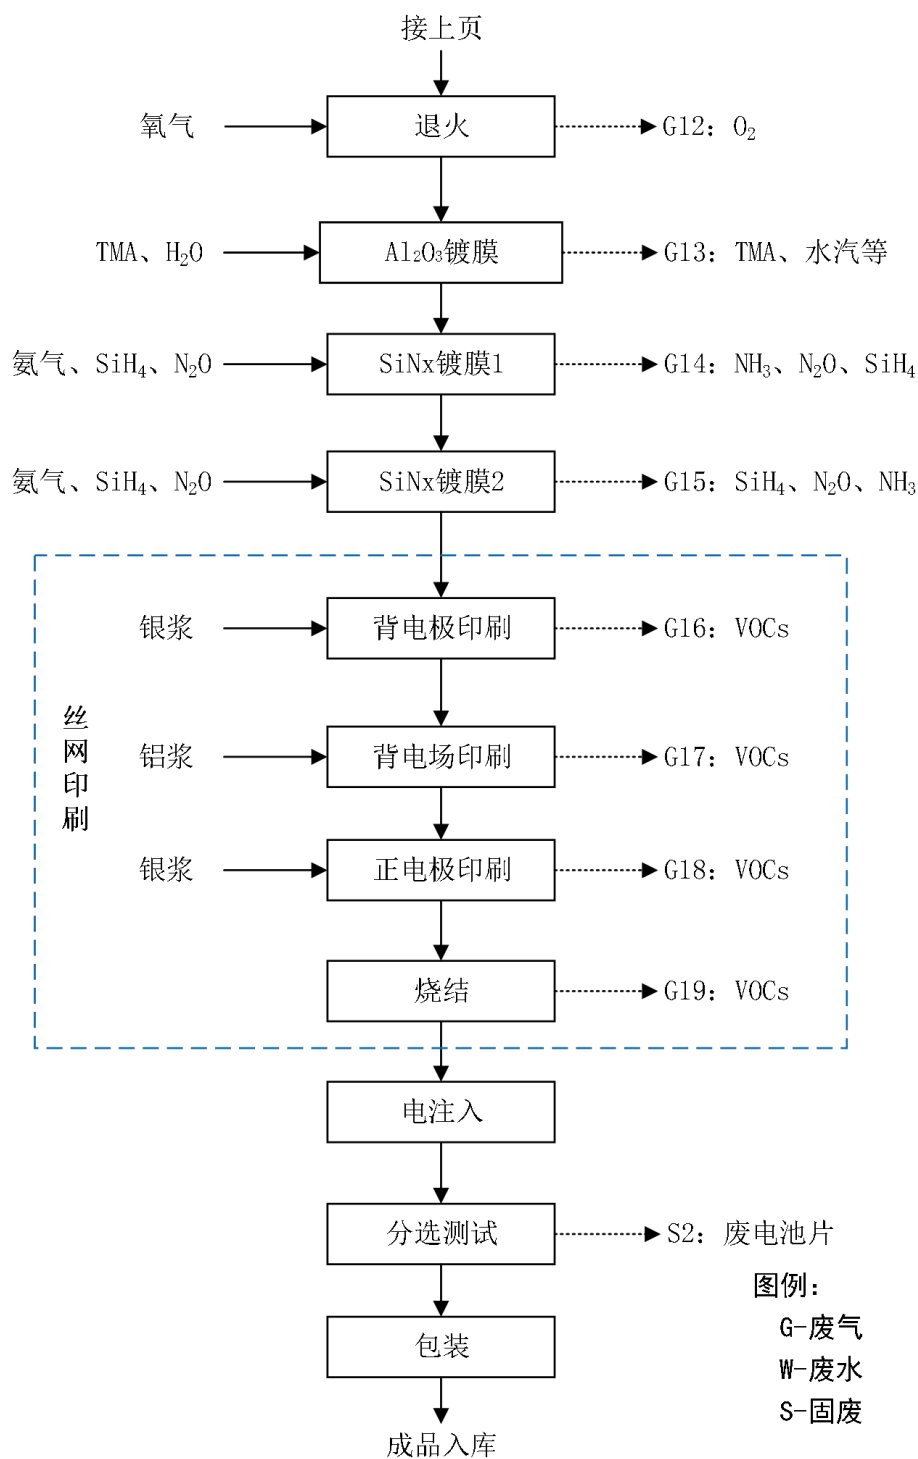 接上页
氧气 退火 G12：O₂
TMA、H₂O Al₂O₃镀膜 G13：TMA、水汽等
氨气、SiH₄、N₂O SiNx镀膜1 G14：NH₃、N₂O、SiH₄
氨气、SiH₄、N₂O SiNx镀膜2 G15：SiH₄、N₂O、NH₃
丝网印刷
银浆 背电极印刷 G16：VOCs
铝浆 背电场印刷 G17：VOCs
银浆 正电极印刷 G18：VOCs
烧结 G19：VOCs
电注入
分选测试 S2：废电池片
包装
成品入库
图例：
G-废气
W-废水
S-固废